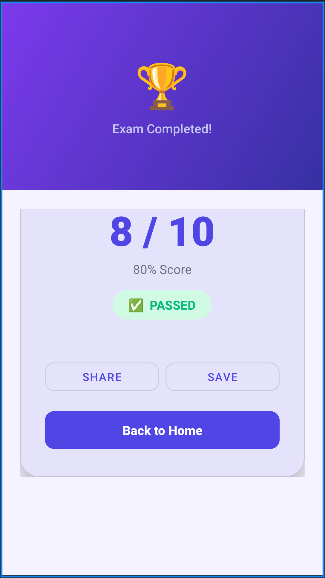 Exam Completed!
8 / 10
80% Score
✅ PASSED
SHARE
SAVE
Back to Home